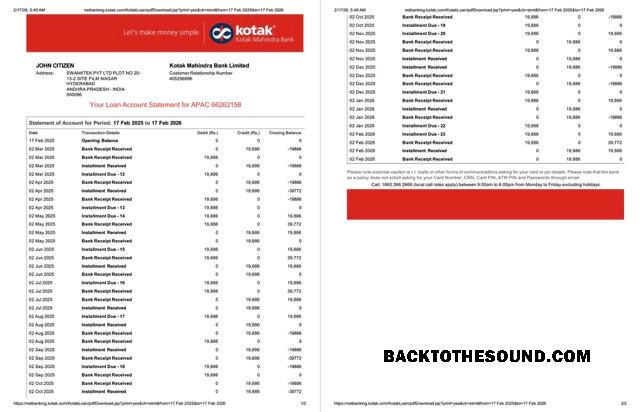 2/17/26, 5:49 AM netbanking.kotak.com/KotakLoan/pdfDownload.jsp?print=yes&ch=stmt&from=17 Feb 2025&to=17 Feb 2026
Let's make money simple.
kotak
Kotak Mahindra Bank
JOHN CITIZEN
Address:
SWANKTEK PVT LTD PLOT NO 20-
13-2 SITE FILM NAGAR
HYDERABAD
ANDHRA PRADESH - INDIA
500096
Kotak Mahindra Bank Limited
Customer Relationship Number
405296896
Your Loan Account Statement for APAC 66262158
Statement of Account for Period: 17 Feb 2025 to 17 Feb 2026
Date Transaction Details Debit (Rs.) Credit (Rs.) Closing Balance
17 Feb 2025 Opening Balance 0 0 0
02 Mar 2025 Bank Receipt Received 0 19,886 -19886
02 Mar 2025 Bank Receipt Received 19,886 0 0
02 Mar 2025 Installment Received 0 19,886 -19886
02 Mar 2025 Installment Due - 12 19,886 0 0
02 Apr 2025 Bank Receipt Received 0 19,886 -19886
02 Apr 2025 Installment Received 0 19,886 -39772
02 Apr 2025 Bank Receipt Received 19,886 0 -19886
02 Apr 2025 Installment Due - 13 19,886 0 0
02 May 2025 Installment Due - 14 19,886 0 19,886
02 May 2025 Bank Receipt Received 19,886 0 39,772
02 May 2025 Installment Received 0 19,886 19,886
02 May 2025 Bank Receipt Received 0 19,886 0
02 Jun 2025 Installment Due - 15 19,886 0 19,886
02 Jun 2025 Bank Receipt Received 19,886 0 39,772
02 Jun 2025 Installment Received 0 19,886 19,886
02 Jun 2025 Bank Receipt Received 0 19,886 0
02 Jul 2025 Installment Due - 16 19,886 0 19,886
02 Jul 2025 Bank Receipt Received 19,886 0 39,772
02 Jul 2025 Bank Receipt Received 0 19,886 19,886
02 Jul 2025 Installment Received 0 19,886 0
02 Aug 2025 Installment Due - 17 19,886 0 19,886
02 Aug 2025 Bank Receipt Received 0 19,886 0
02 Aug 2025 Installment Received 0 19,886 -19886
02 Aug 2025 Bank Receipt Received 19,886 0 0
02 Sep 2025 Installment Received 0 19,886 -19886
02 Sep 2025 Bank Receipt Received 0 19,886 -39772
02 Sep 2025 Installment Due - 18 19,886 0 -19886
02 Sep 2025 Bank Receipt Received 19,886 0 0
02 Oct 2025 Bank Receipt Received 0 19,886 -19886
02 Oct 2025 Installment Received 0 19,886 -39772
https://netbanking.kotak.com/KotakLoan/pdfDownload.jsp?print=yes&ch=stmt&from=17 Feb 2025&to=17 Feb 2026 1/2
2/17/26, 5:49 AM netbanking.kotak.com/KotakLoan/pdfDownload.jsp?print=yes&ch=stmt&from=17 Feb 2025&to=17 Feb 2026
02 Oct 2025 Bank Receipt Received 19,886 0 -19886
02 Oct 2025 Installment Due - 19 19,886 0 0
02 Nov 2025 Installment Due - 20 19,886 0 19,886
02 Nov 2025 Bank Receipt Received 0 19,886 0
02 Nov 2025 Bank Receipt Received 19,886 0 19,886
02 Nov 2025 Installment Received 0 19,886 0
02 Dec 2025 Installment Received 0 19,886 -19886
02 Dec 2025 Bank Receipt Received 19,886 0 0
02 Dec 2025 Bank Receipt Received 0 19,886 -19886
02 Dec 2025 Installment Due - 21 19,886 0 0
02 Jan 2026 Bank Receipt Received 19,886 0 19,886
02 Jan 2026 Installment Received 0 19,886 0
02 Jan 2026 Bank Receipt Received 0 19,886 -19886
02 Jan 2026 Installment Due - 22 19,886 0 0
02 Feb 2026 Installment Due - 23 19,886 0 19,886
02 Feb 2026 Bank Receipt Received 19,886 0 39,772
02 Feb 2026 Installment Received 0 19,886 19,886
02 Feb 2026 Bank Receipt Received 0 19,886 0
Please note exercise caution w.r.t. mails or other forms of communications asking for your card or pin details. Please note that the bank
as a policy does not solicit asking for your Card Number, CRN, Card PIN, ATM PIN and Passwords through email.
Call: 1860 266 2666 (local call rates apply) between 9:00am to 6:00pm from Monday to Friday excluding holidays
BACKTOTHESOUND.COM
https://netbanking.kotak.com/KotakLoan/pdfDownload.jsp?print=yes&ch=stmt&from=17 Feb 2025&to=17 Feb 2026 2/2